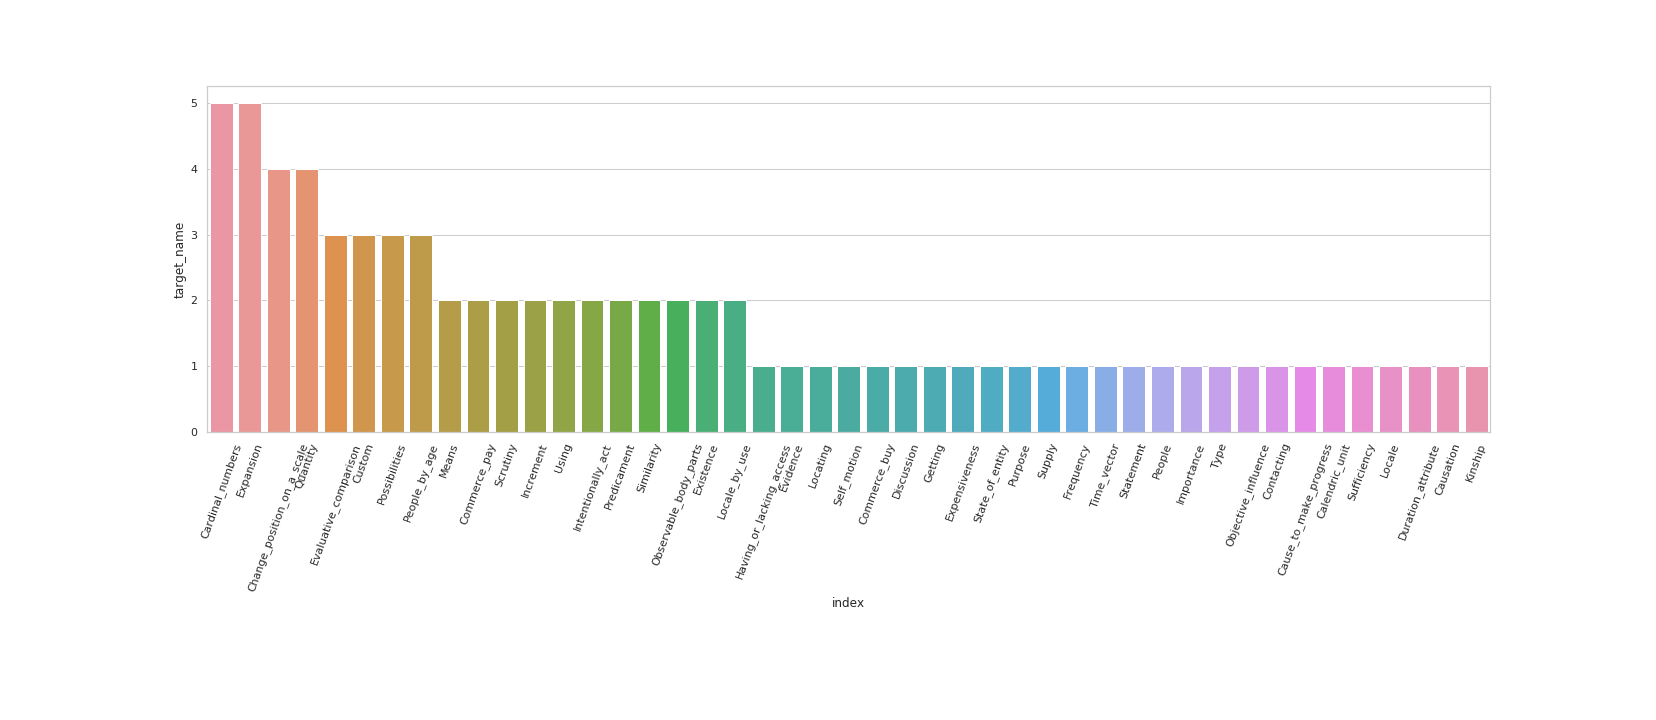 5
4
3
2
1
0
target_name
Cardinal_numbers
Expansion
Change_position_on_a_scale
Quantity
Evaluative_comparison
Custom
Possibilities
People_by_age
Means
Commerce_pay
Scrutiny
Increment
Using
Intentionally_act
Predicament
Similarity
Observable_body_parts
Existence
Locale_by_use
Having_or_lacking_access
Evidence
Locating
Self_motion
Commerce_buy
Discussion
Getting
Expensiveness
State_of_entity
Purpose
Supply
Frequency
Time_vector
Statement
People
Importance
Type
Objective_influence
Contacting
Cause_to_make_progress
Calendric_unit
Sufficiency
Locale
Duration_attribute
Causation
Kinship
index